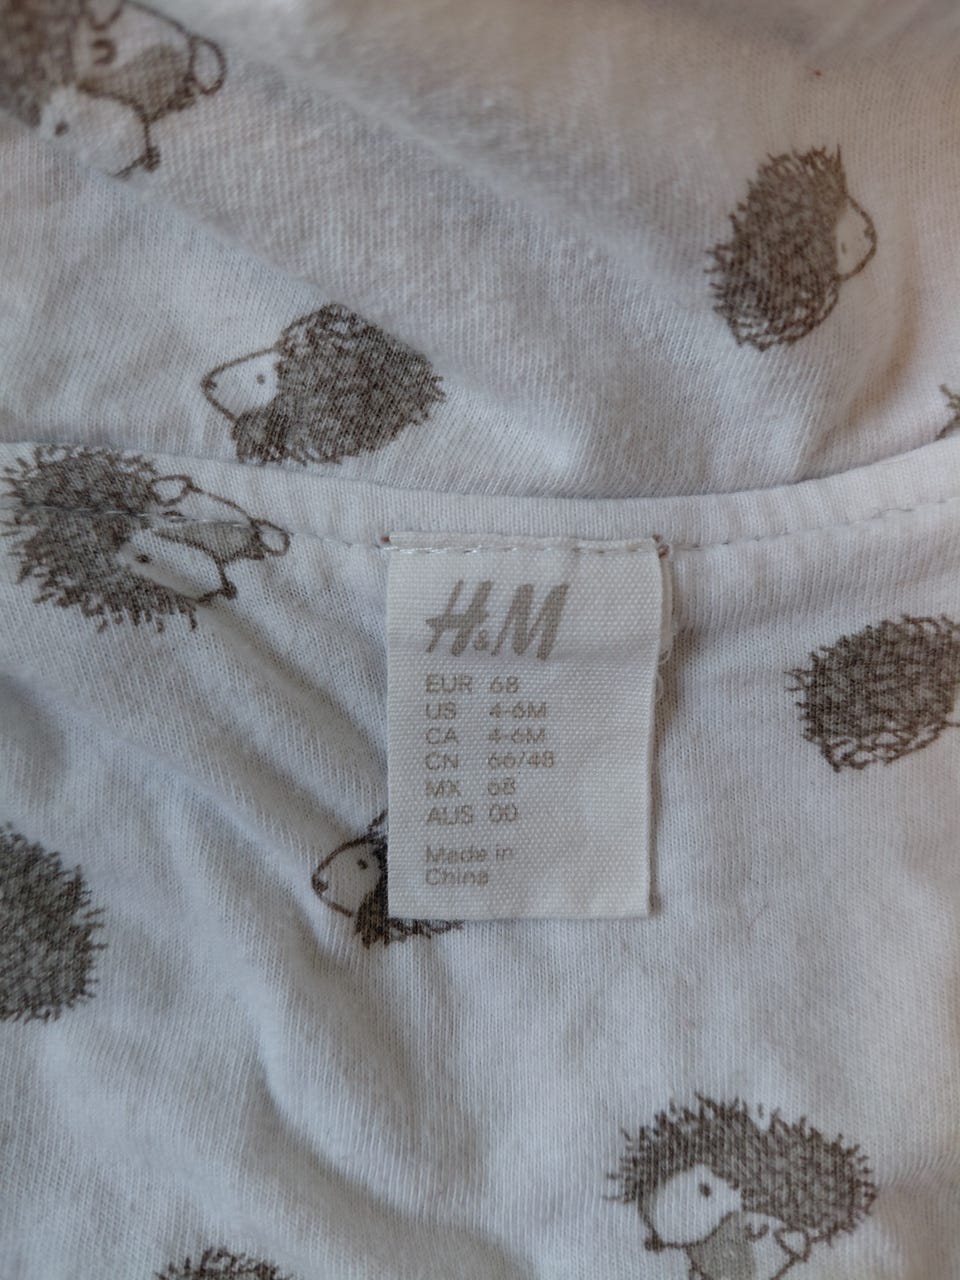 H&M
EUR 68
US 4-6M
CA 4-6M
CN 66/48
MX 68
AUS 00
Made in
China